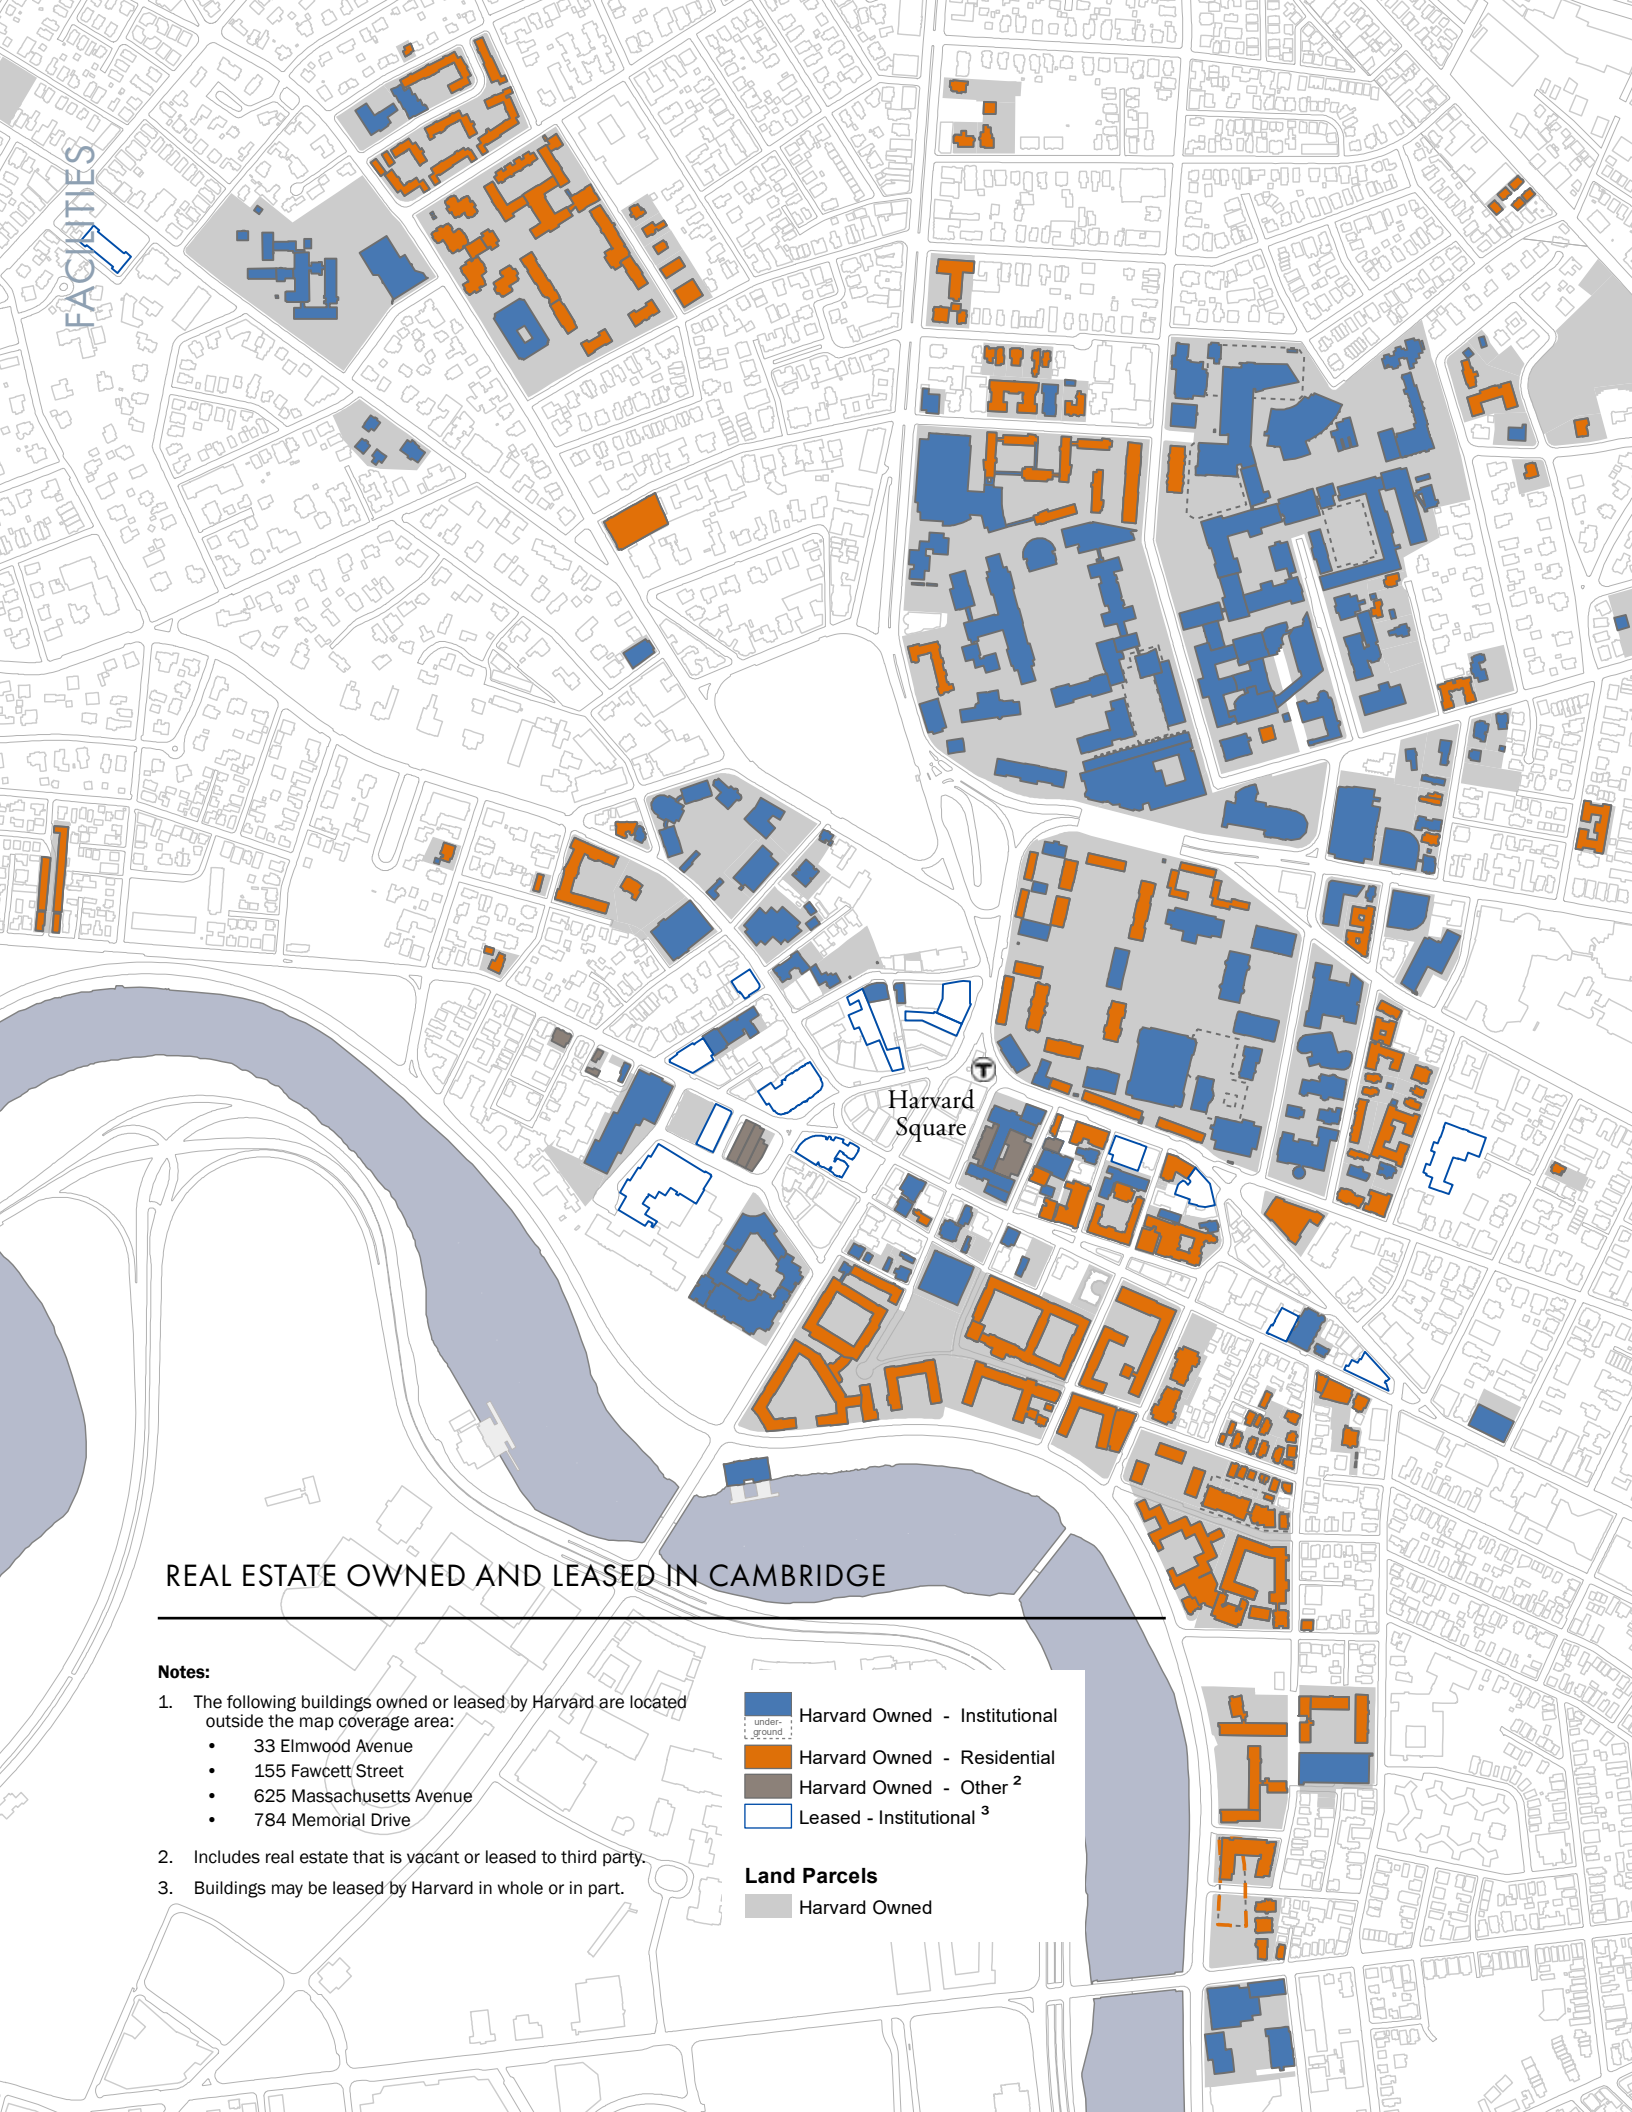 FACILITIES
T
Harvard
Square
REAL ESTATE OWNED AND LEASED IN CAMBRIDGE
Notes:
1. The following buildings owned or leased by Harvard are located
outside the map coverage area:
• 33 Elmwood Avenue
• 155 Fawcett Street
• 625 Massachusetts Avenue
• 784 Memorial Drive
2. Includes real estate that is vacant or leased to third party.
3. Buildings may be leased by Harvard in whole or in part.
Harvard Owned - Institutional
under-
ground
Harvard Owned - Residential
Harvard Owned - Other 2
Leased - Institutional 3
Land Parcels
Harvard Owned